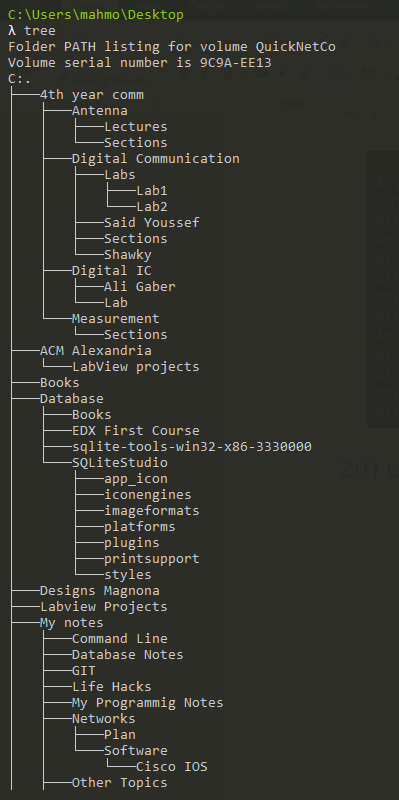 C:\Users\mahmo\Desktop
λ tree
Folder PATH listing for volume QuickNetCo
Volume serial number is 9C9A-EE13
C:.
├───4th year comm
│   ├───Antenna
│   │   ├───Lectures
│   │   └───Sections
│   ├───Digital Communication
│   │   ├───Labs
│   │   │   ├───Lab1
│   │   │   └───Lab2
│   │   ├───Said Youssef
│   │   ├───Sections
│   │   └───Shawky
│   ├───Digital IC
│   │   ├───Ali Gaber
│   │   └───Lab
│   └───Measurement
│       └───Sections
├───ACM Alexandria
│   └───LabView projects
├───Books
├───Database
│   ├───Books
│   ├───EDX First Course
│   ├───sqlite-tools-win32-x86-3330000
│   └───SQLiteStudio
│       ├───app_icon
│       ├───iconengines
│       ├───imageformats
│       ├───platforms
│       ├───plugins
│       ├───printsupport
│       └───styles
├───Designs Magnona
├───Labview Projects
├───My notes
│   ├───Command Line
│   ├───Database Notes
│   ├───GIT
│   ├───Life Hacks
│   ├───My Programmig Notes
│   ├───Networks
│   │   ├───Plan
│   │   └───Software
│   │       └───Cisco IOS
│   ├───Other Topics